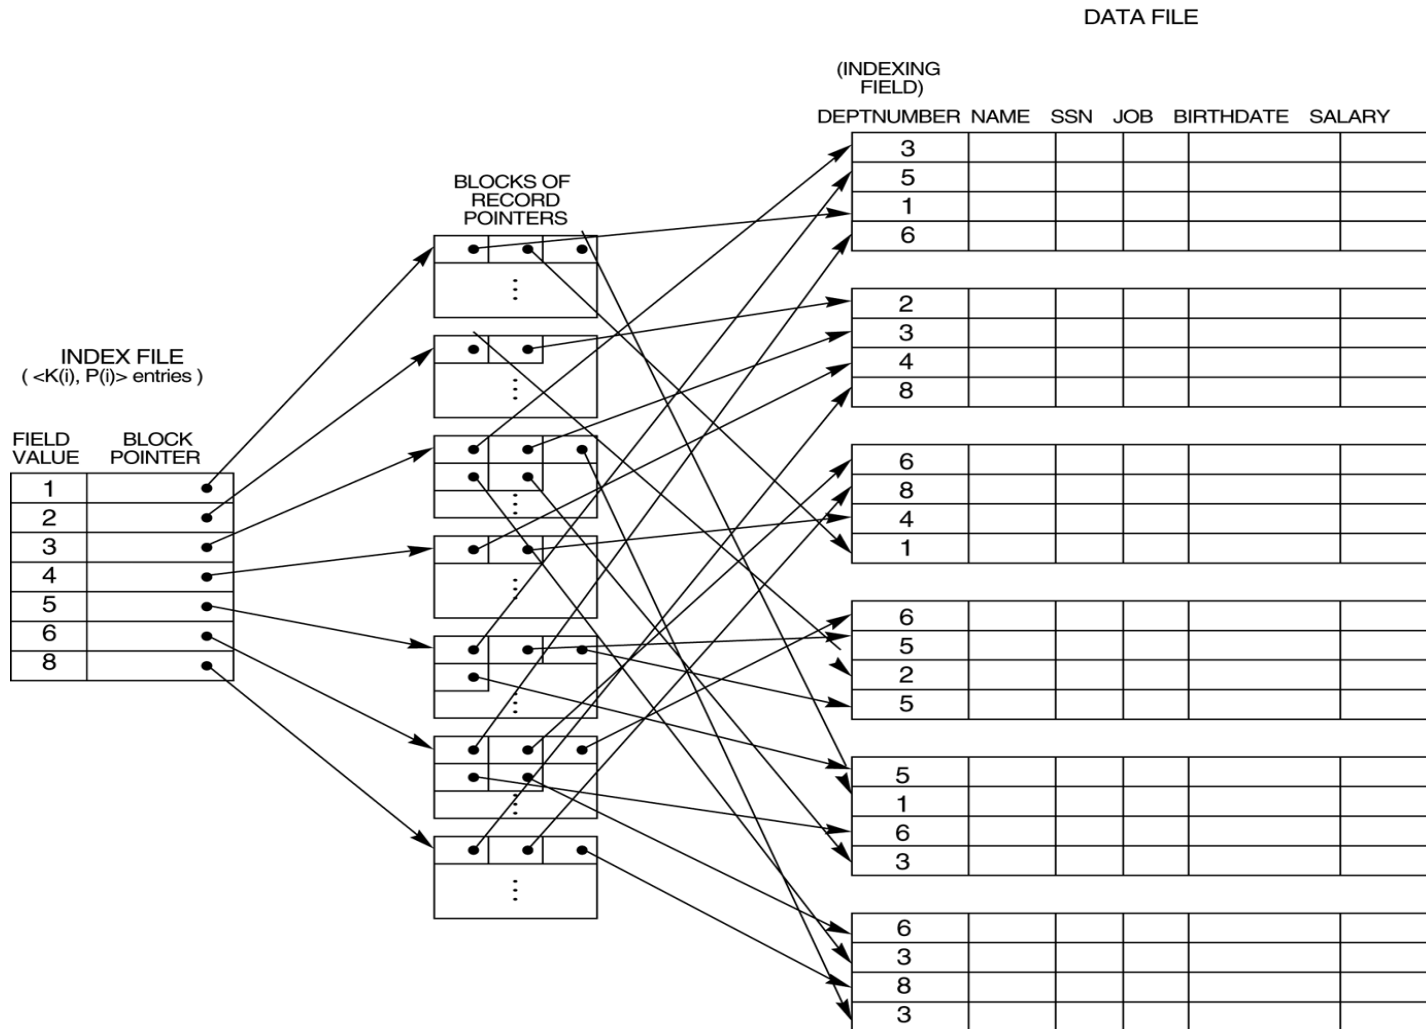 DATA FILE
(INDEXING
FIELD)
DEPTNUMBER NAME SSN JOB BIRTHDATE SALARY
3
5
1
6
2
3
4
8
6
8
4
1
6
5
2
5
5
1
6
3
6
3
8
3
BLOCKS OF
RECORD
POINTERS
INDEX FILE
( <K(i), P(i)> entries )
FIELD
VALUE
BLOCK
POINTER
1
2
3
4
5
6
8